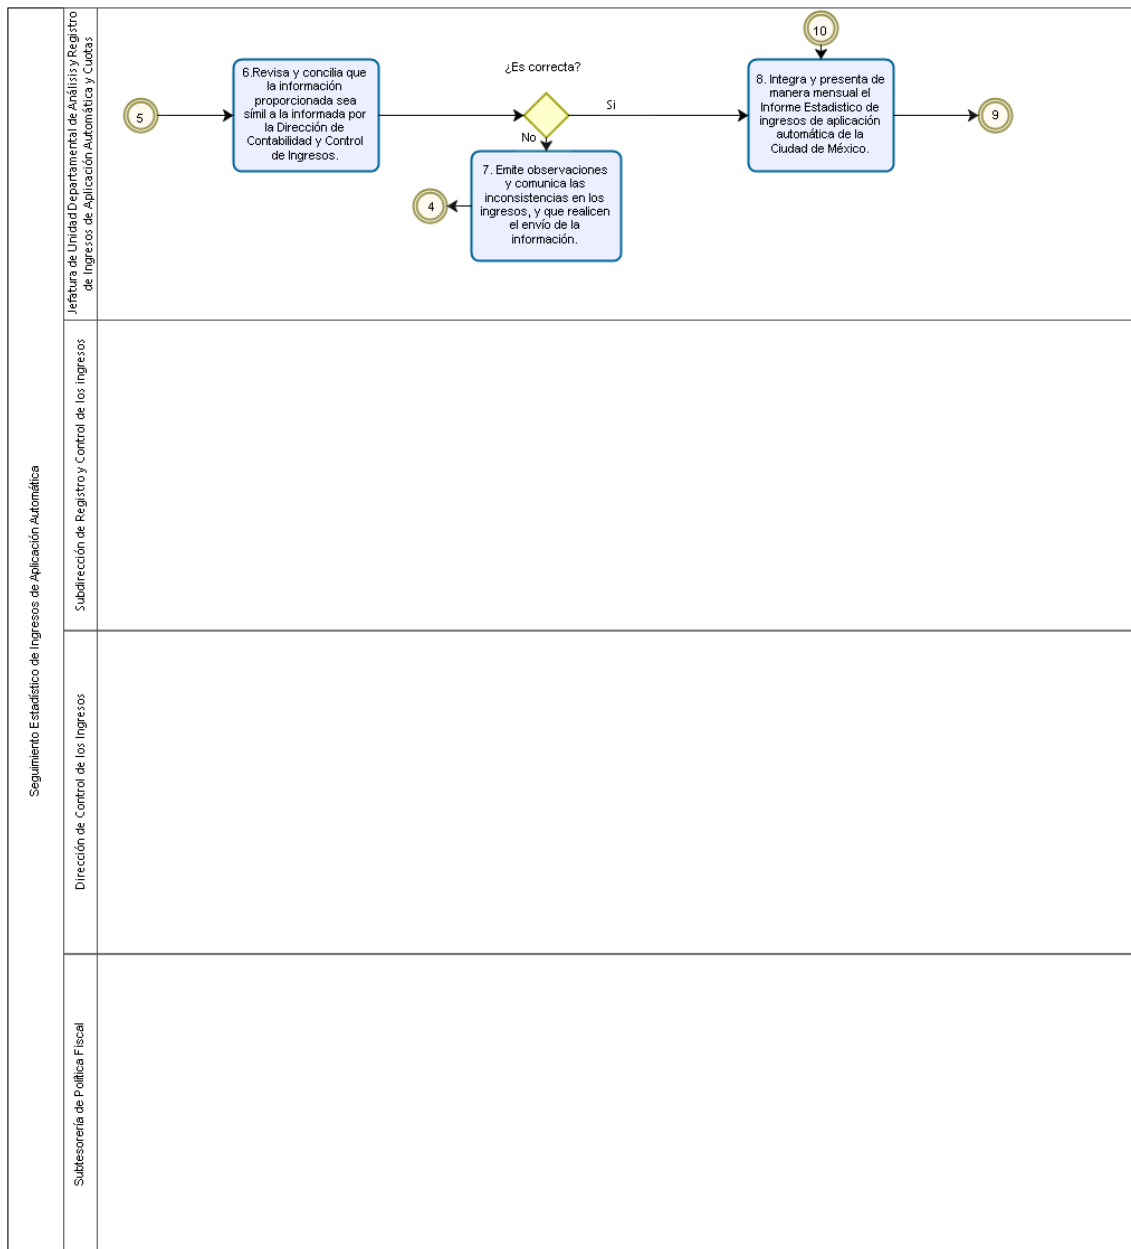 Seguimiento Estadístico de Ingresos de Aplicación Automática
Jefatura de Unidad Departamental de Análisis y Registro
de Ingresos de Aplicación Automática y Cuotas
5
6.Revisa y concilia que
la información
proporcionada sea
símil a la informada por
la Dirección de
Contabilidad y Control
de Ingresos.
¿Es correcta?
Si
No
7. Emite observaciones
y comunica las
inconsistencias en los
ingresos, y que realicen
el envío de la
información.
4
10
8. Integra y presenta de
manera mensual el
Informe Estadistico de
ingresos de aplicación
automática de la
Ciudad de México.
9
Subdirección de Registro y Control de los ingresos
Dirección de Control de los Ingresos
Subtesorería de Política Fiscal